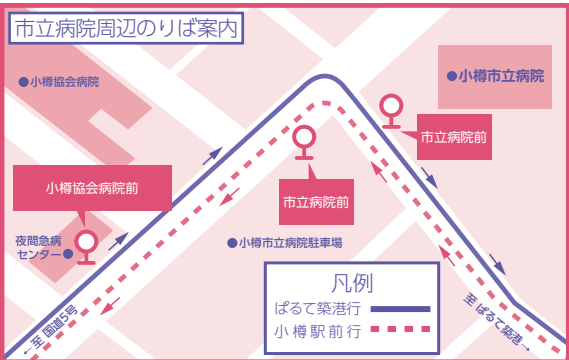 市立病院周辺のりば案内
●小樽協会病院
●小樽市立病院
市立病院前
小樽協会病院前
市立病院前
夜間急病
センター●
●小樽市立病院駐車場
凡例
ぱるて築港行
小樽駅前行
←至 国道5号
至 ぱるて築港→